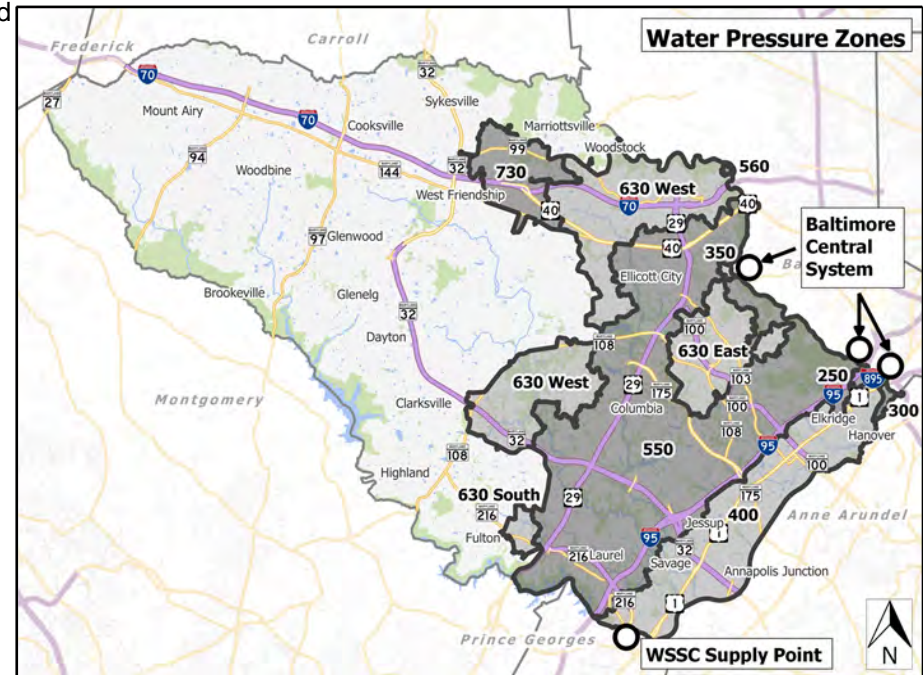 d
Water Pressure Zones
Frederick
Carroll
70
32
27
Mount Airy
Sykesville
70
Cooksville
Marriottsville
99
Woodstock
94
32
730
560
Woodbine
144
West Friendship
630 West
70
40
29
40
40
350
Baltimore
Central
System
Ba
97
Glenwood
Ellicott City
Brookeville
Glenelg
32
100
Dayton
108
630 East
630 West
29
175
103
250
895
95
1
300
Montgomery
Clarksville
Columbia
100
Elkridge
Hanover
32
108
550
95
100
108
Highland
630 South
29
175
400
Anne Arundel
216
Jessup
1
Fulton
95
32
216
Laurel
Savage
Annapolis Junction
216
1
Prince Georges
WSSC Supply Point
N